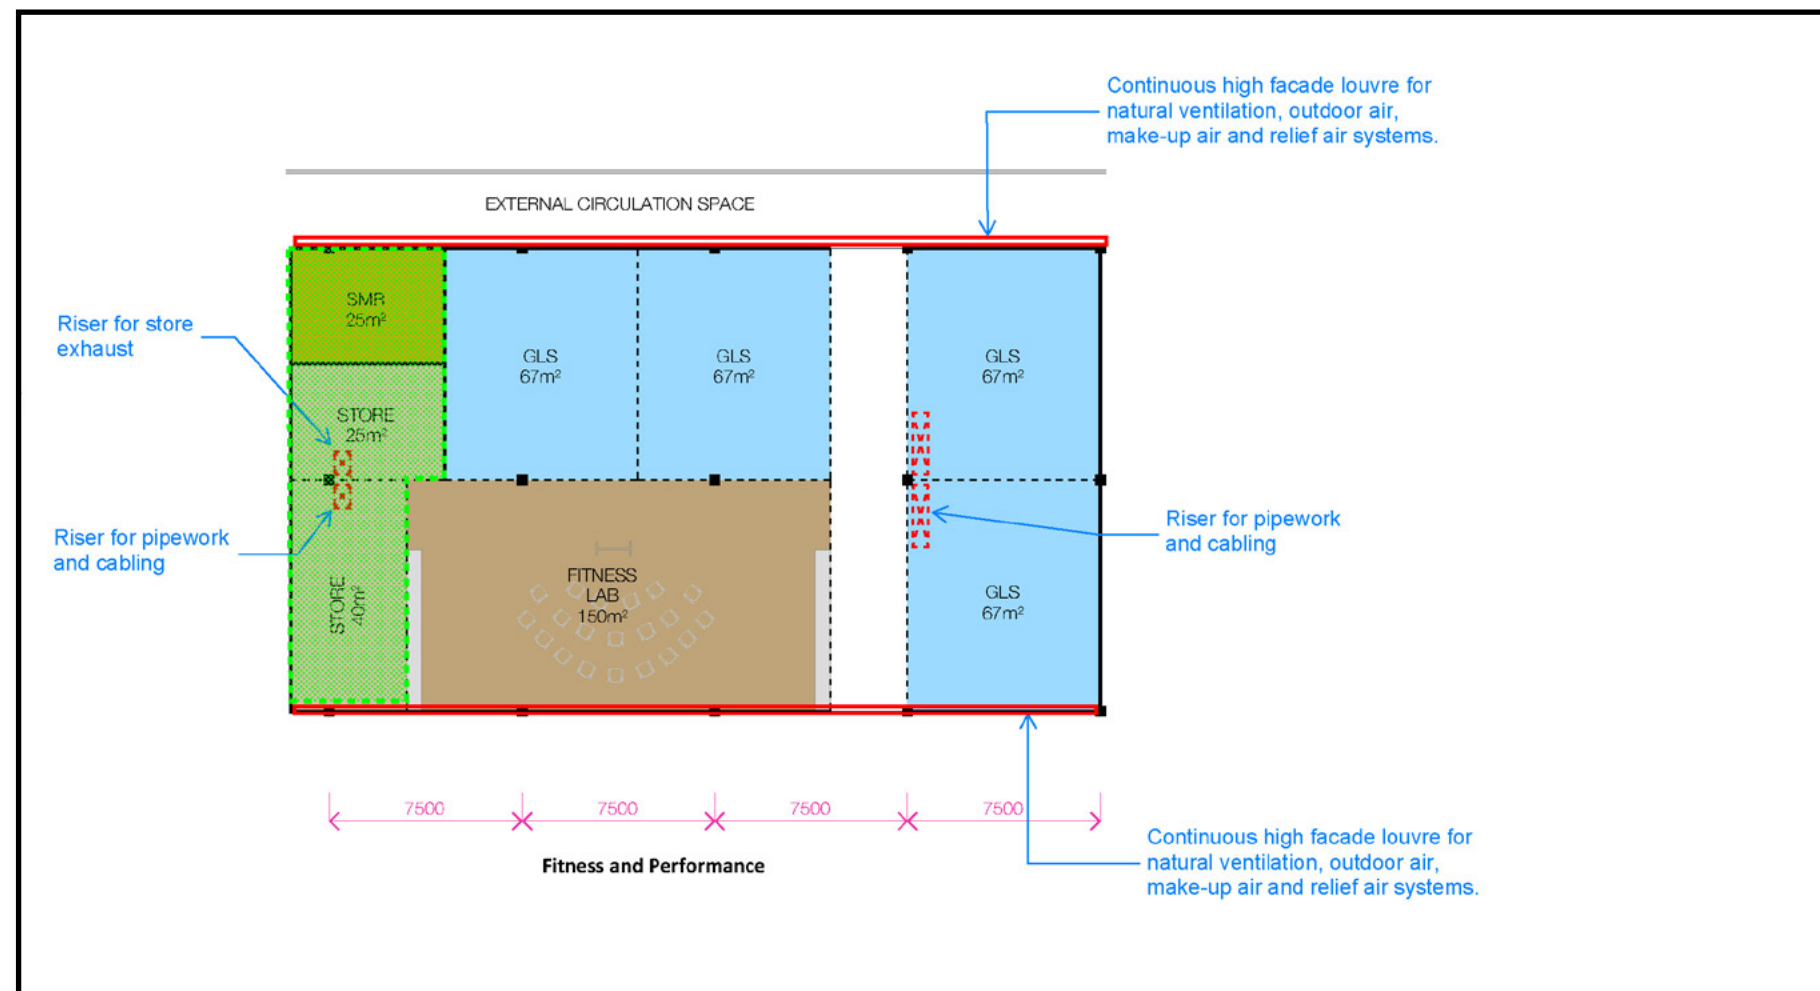 Continuous high facade louvre for
natural ventilation, outdoor air,
make-up air and relief air systems.
EXTERNAL CIRCULATION SPACE
SMR
25m²
Riser for store
exhaust
GLS
67m²
GLS
67m²
GLS
67m²
STORE
25m²
Riser for pipework
and cabling
Riser for pipework
and cabling
STORE
40m²
FITNESS
LAB
150m²
GLS
67m²
7500
7500
7500
7500
Fitness and Performance
Continuous high facade louvre for
natural ventilation, outdoor air,
make-up air and relief air systems.